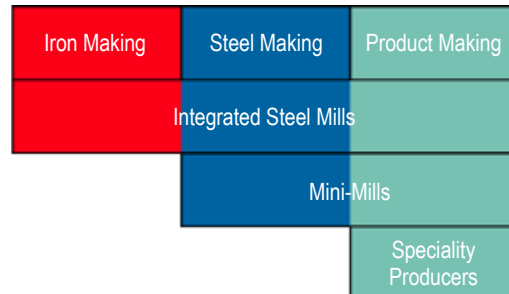 Iron Making
Steel Making
Product Making
Integrated Steel Mills
Mini-Mills
Speciality
Producers